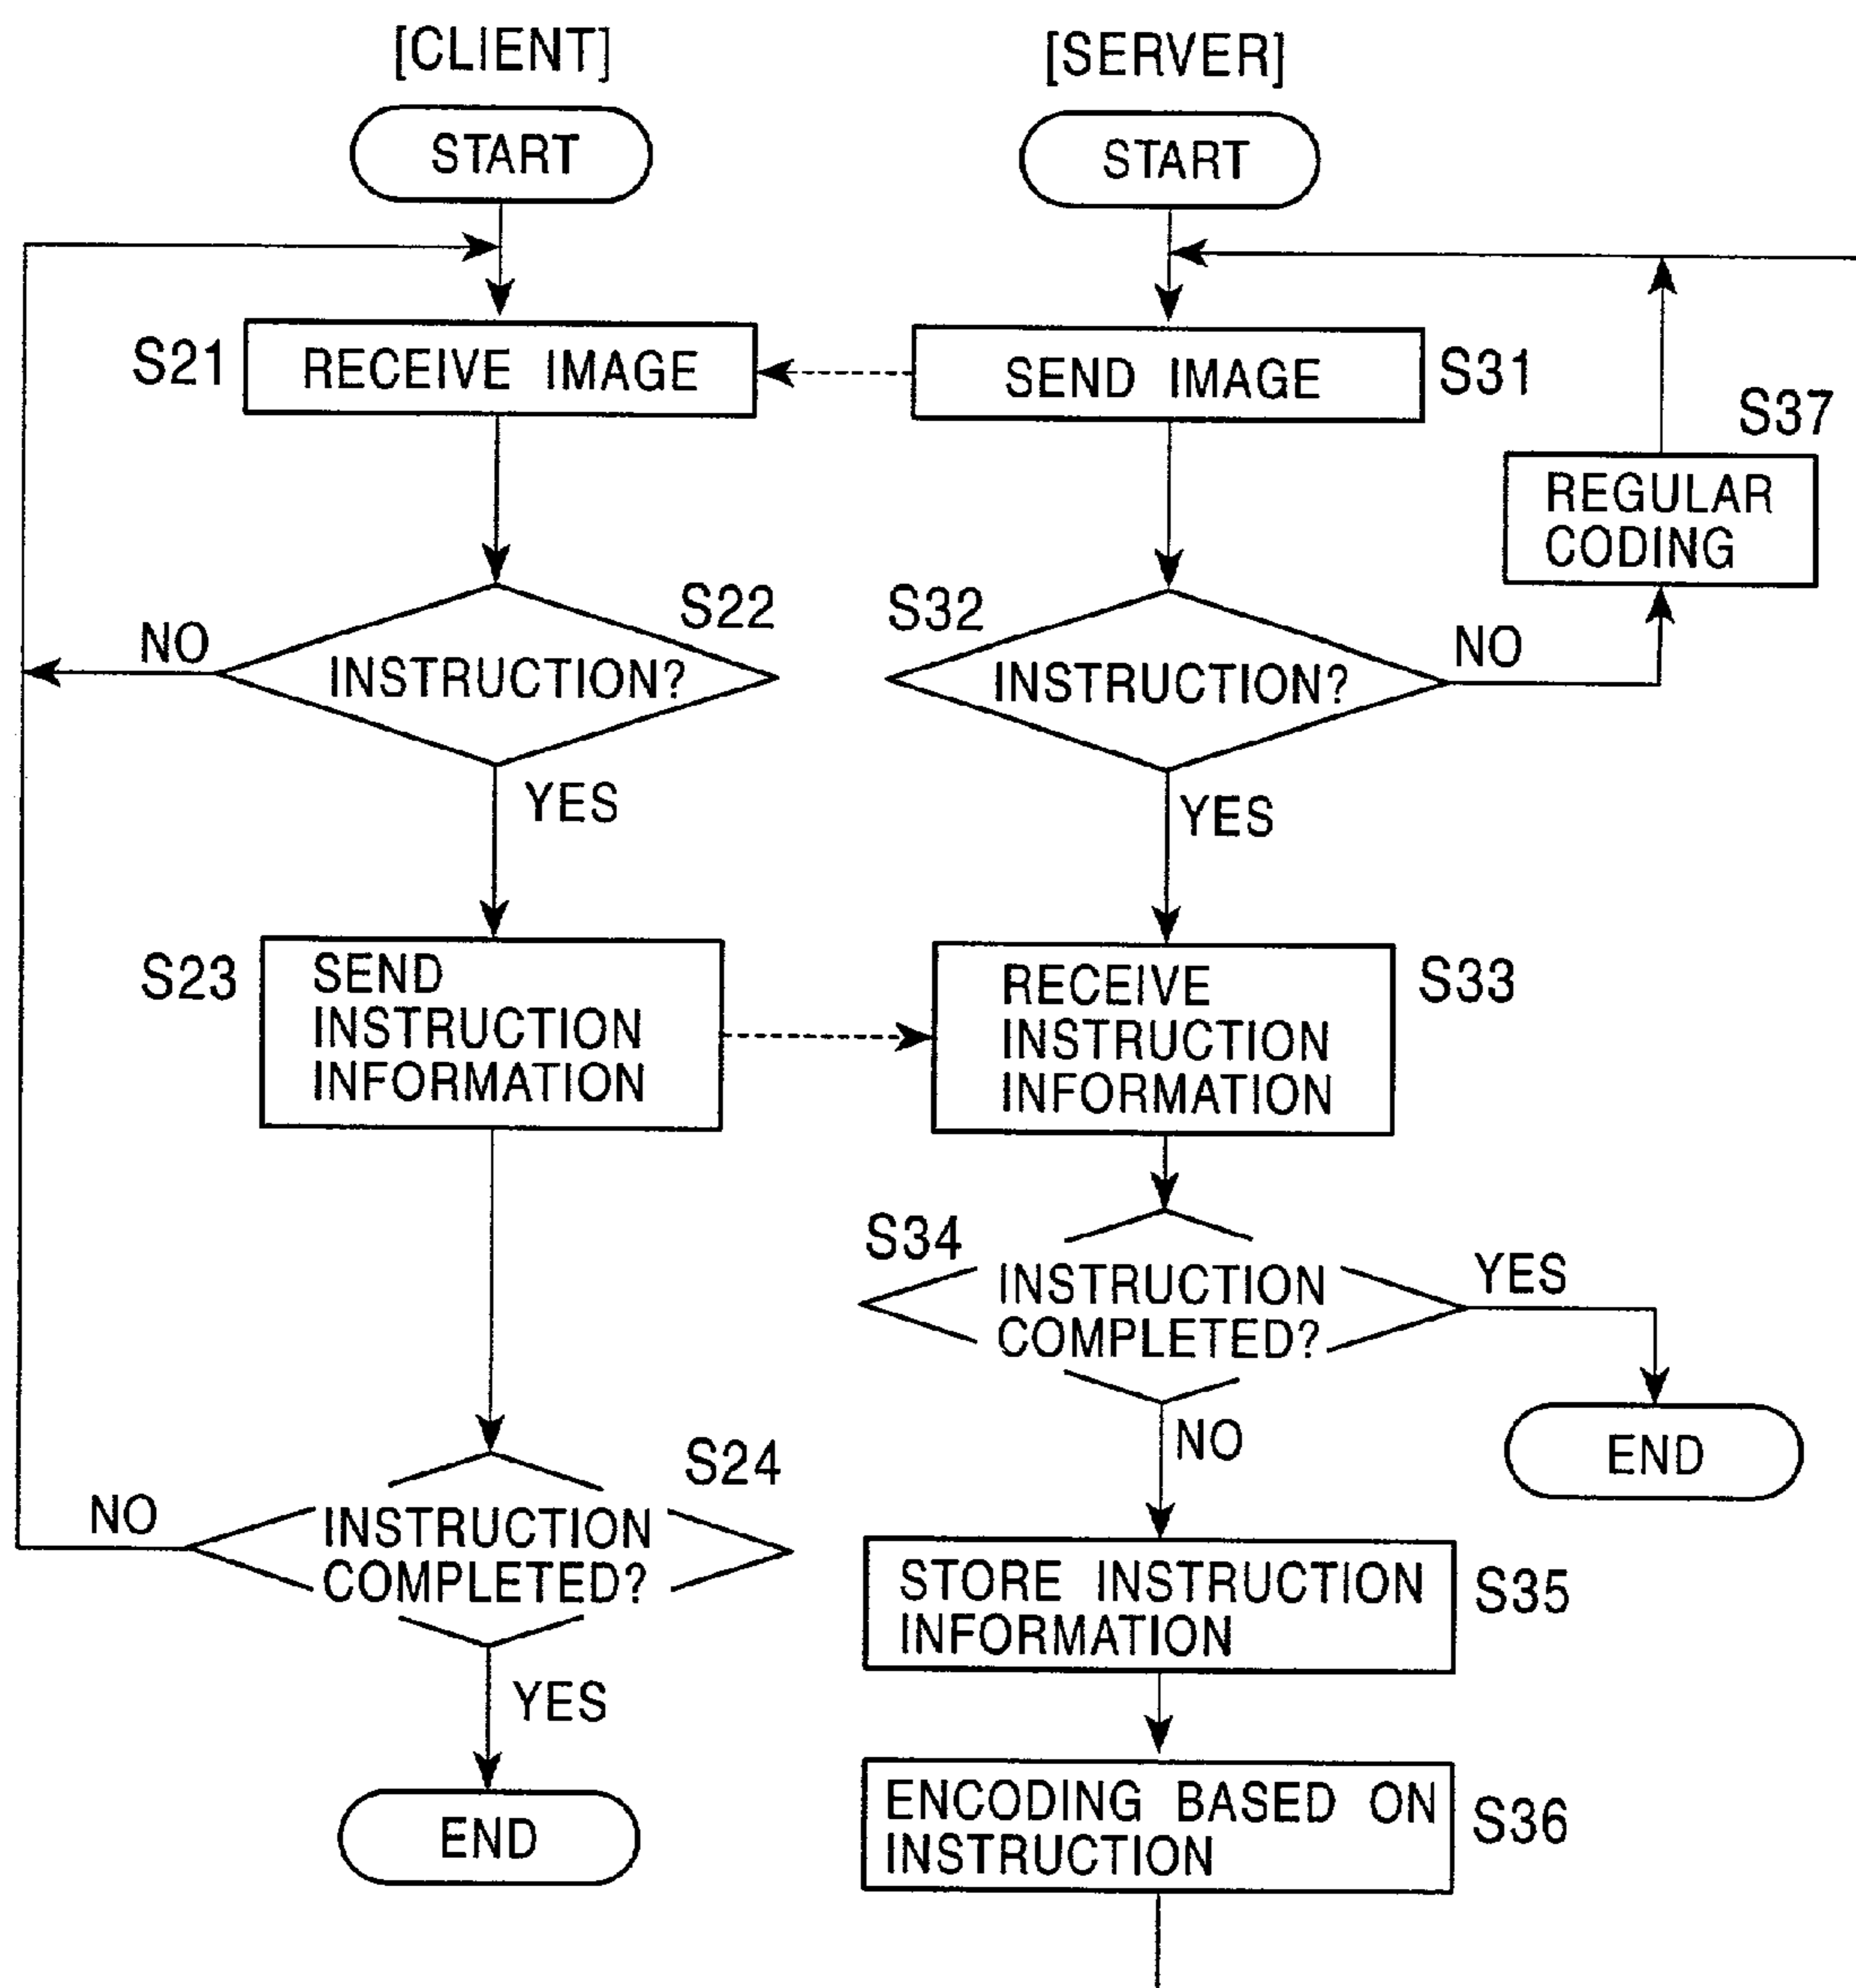 [CLIENT]
START
S21
RECEIVE IMAGE
S22
INSTRUCTION?
NO
YES
S23
SEND
INSTRUCTION
INFORMATION
S24
INSTRUCTION
COMPLETED?
NO
YES
END
[SERVER]
START
SEND IMAGE
S31
S37
REGULAR
CODING
S32
INSTRUCTION?
NO
YES
RECEIVE
INSTRUCTION
INFORMATION
S33
S34
INSTRUCTION
COMPLETED?
YES
END
NO
STORE INSTRUCTION
INFORMATION
S35
ENCODING BASED ON
INSTRUCTION
S36